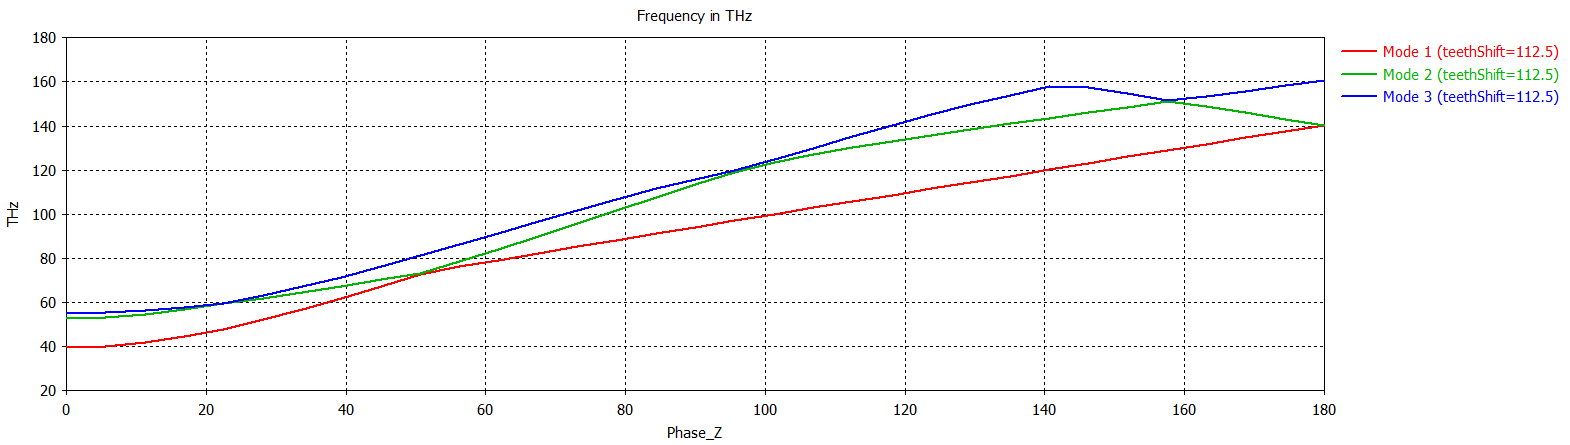 Frequency in THz
180
160
140
120
100
80
60
40
20
THz
0 20 40 60 80 100 120 140 160 180
Phase_Z
Mode 1 (teethShift=112.5)
Mode 2 (teethShift=112.5)
Mode 3 (teethShift=112.5)